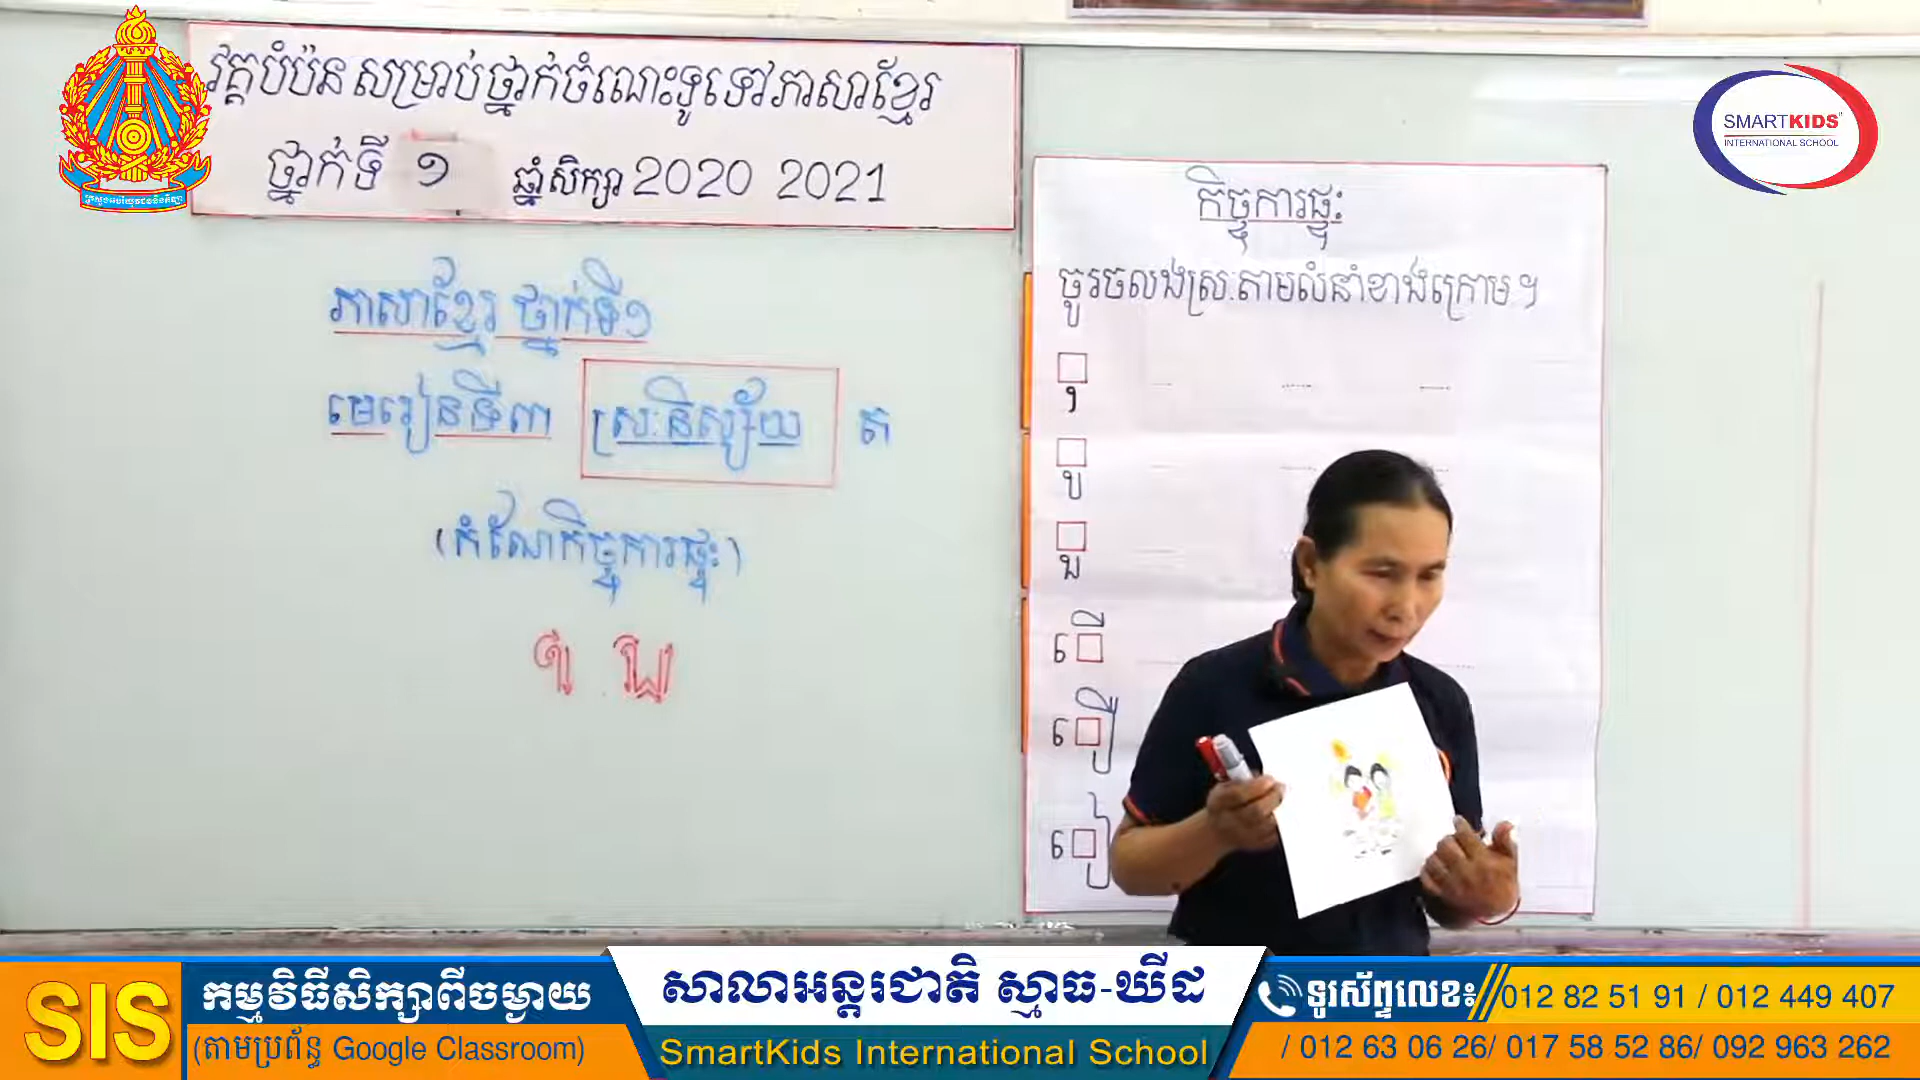 វគ្គបំប៉ន សម្រាប់ថ្នាក់ចំណេះទូទៅភាសាខ្មែរ
ថ្នាក់ទី ១ ឆ្នាំសិក្សា 2020 2021
SMARTKIDS
INTERNATIONAL SCHOOL
ភាសាខ្មែរ ថ្នាក់ទី១
មេរៀនទី៣ ស្រៈនិស្ស័យ ត
(កំណែកិច្ចការផ្ទះ)
កិច្ចការផ្ទះ
ចូរចលងស្រៈតាមលំនាំខាងក្រោម។
ុ
ូ
ួ
ើ
ឿ
ៀ
SIS
កម្មវិធីសិក្សាពីចម្ងាយ
(តាមប្រព័ន្ធ Google Classroom)
សាលាអន្តរជាតិ ស្មាធ-ឃីដ
SmartKids International School
ទូរស័ព្ទលេខ៖ 012 82 51 91 / 012 449 407
/ 012 63 06 26/ 017 58 52 86/ 092 963 262